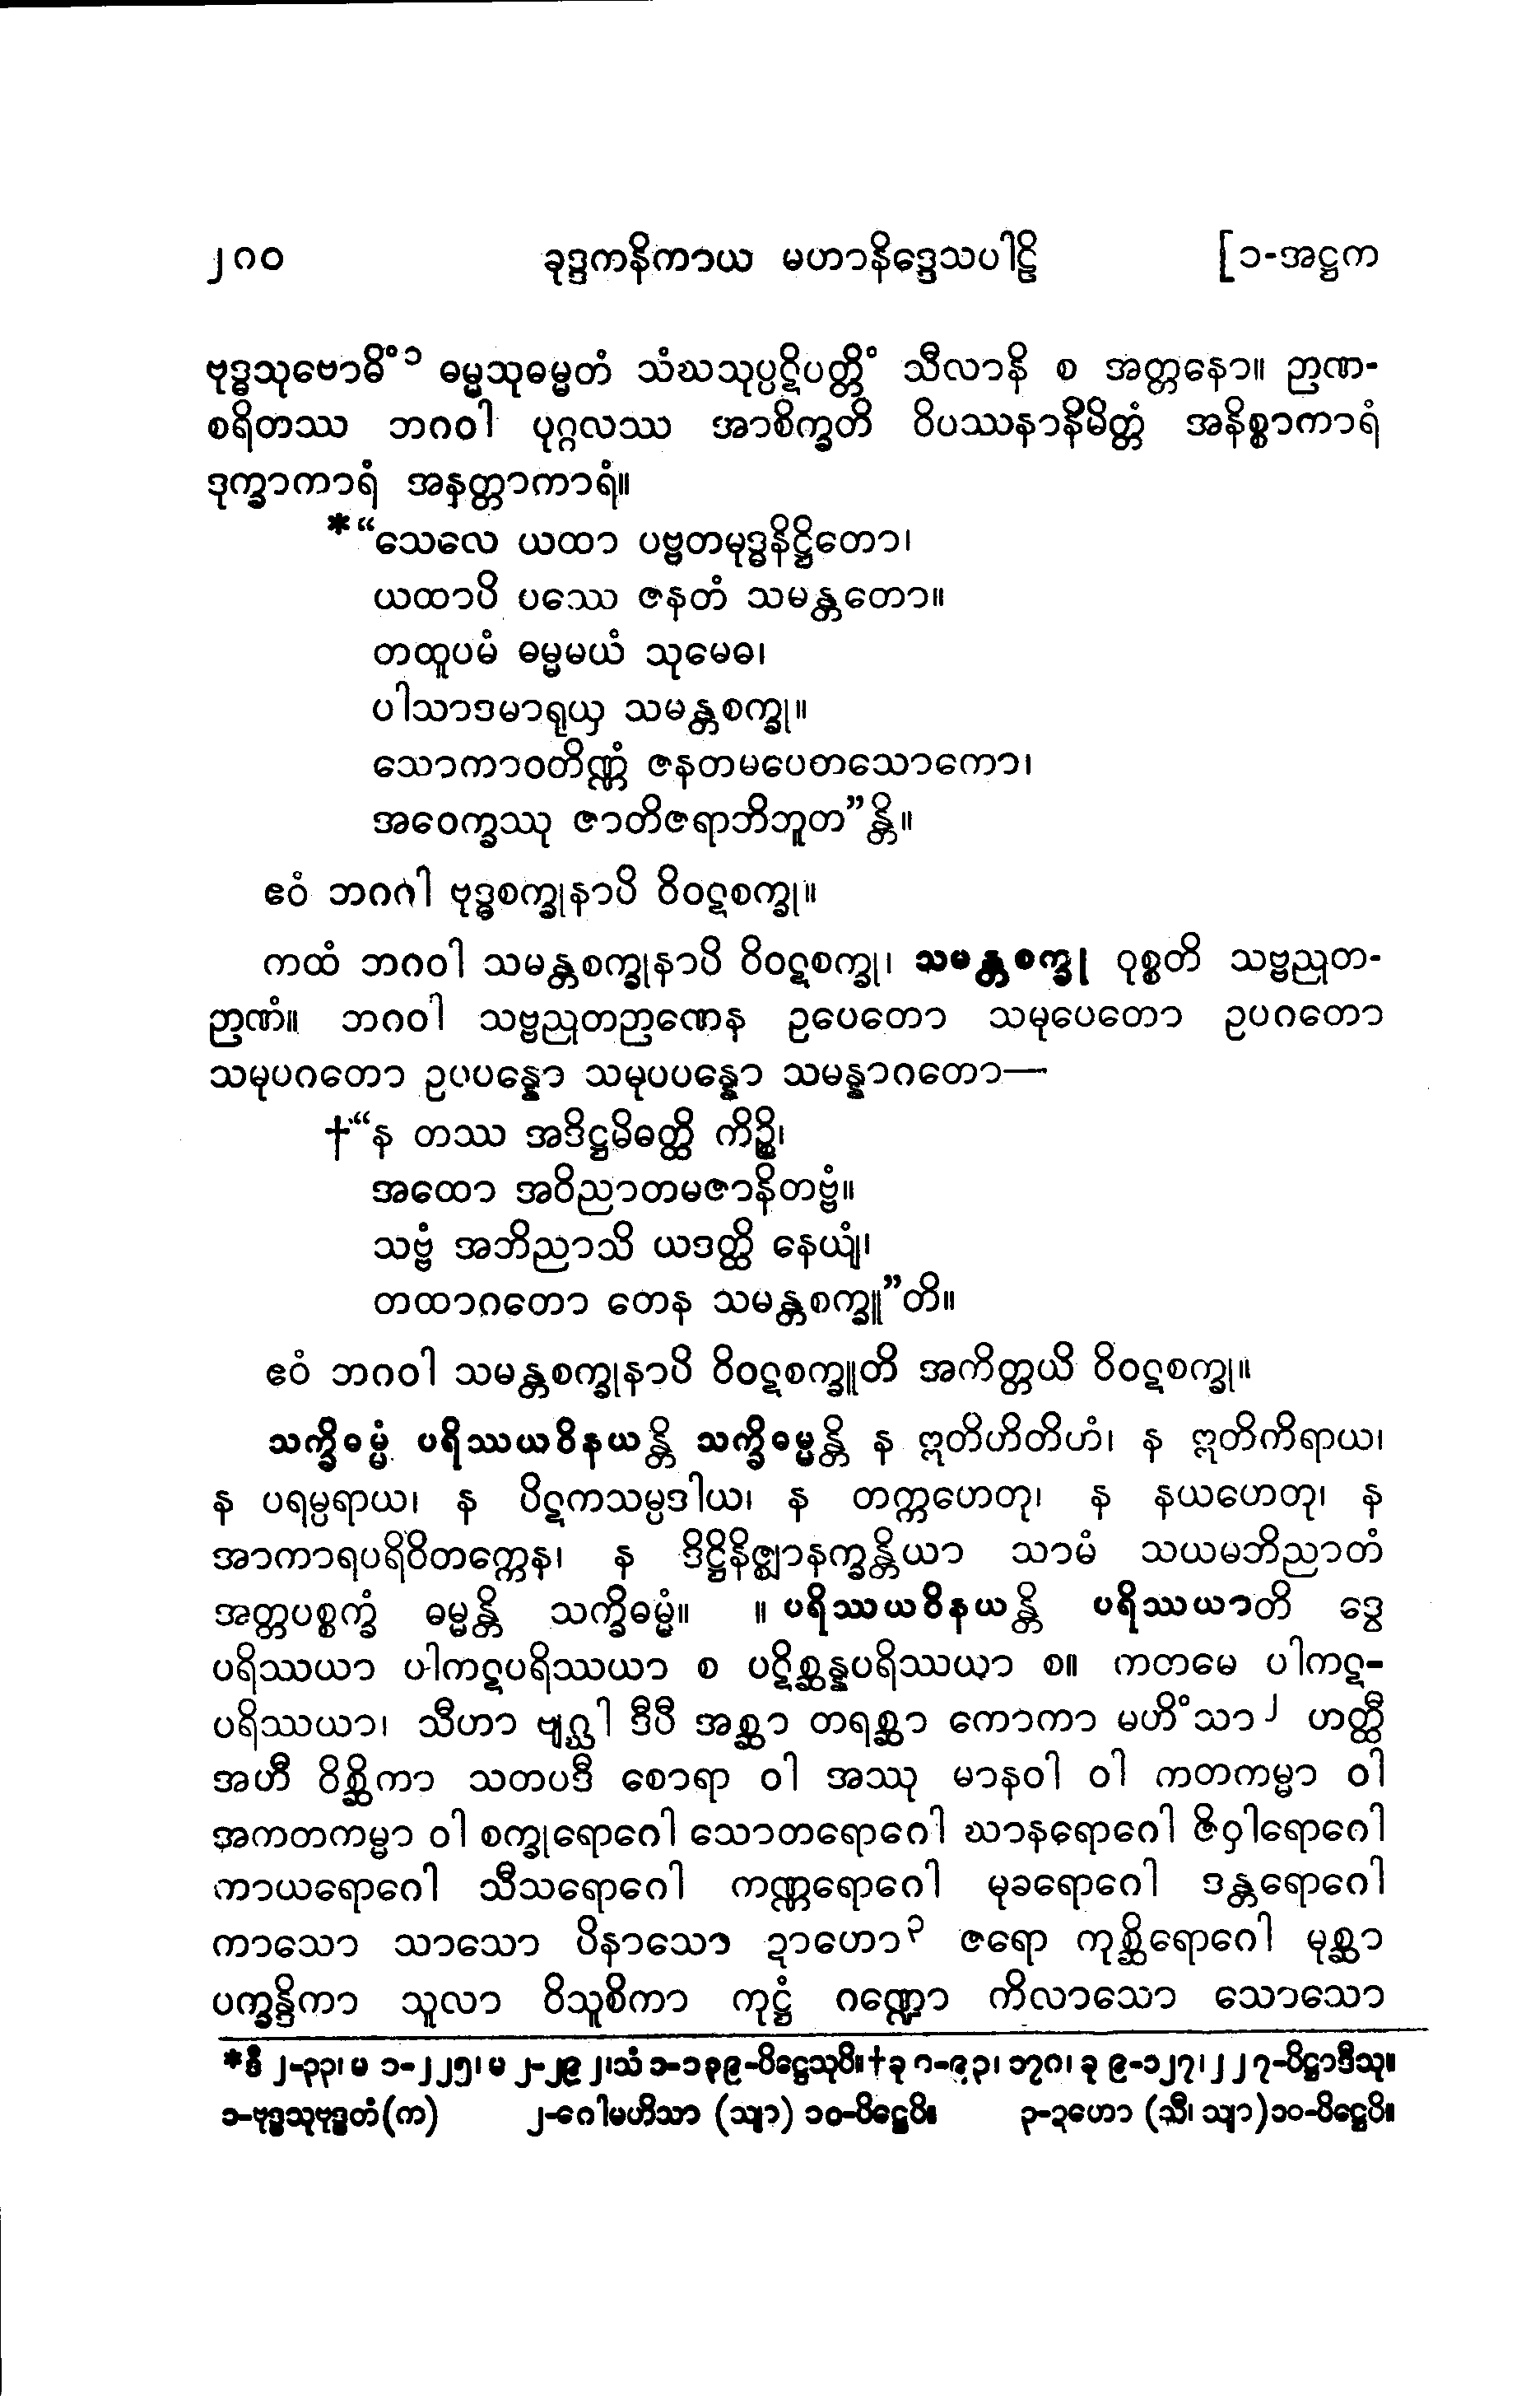 ၂၈၀ ခုဒ္ဒကနိကာယ မဟာနိဒ္ဒေသပါဠိ [၁-အဋ္ဌက
ဗုဒ္ဓသုဗောဓိံ၁ ဓမ္မသုဓမ္မတံ သံဃသုပ္ပဋိပတ္တိံ သီလာနိ စ အတ္တနော။ ဉာဏ-
စရိတဿ ဘဂဝါ ပုဂ္ဂလဿ အာစိက္ခတိ ဝိပဿနာနိမိတ္တံ အနိစ္စာကာရံ
ဒုက္ခာကာရံ အနတ္တာကာရံ။
*“သေလေ ယထာ ပဗ္ဗတမုဒ္ဓနိဋ္ဌိတော၊
ယထာပိ ပဿေ ဇနတံ သမန္တတော။
တထူပမံ ဓမ္မမယံ သုမေဓ၊
ပါသာဒမာရုယှ သမန္တစက္ခု။
သောကာဝတိဏ္ဏံ ဇနတမပေတသောကော၊
အဝေက္ခဿု ဇာတိဇရာဘိဘူတ”န္တိ။
ဧဝံ ဘဂဂါ ဗုဒ္ဓစက္ခုနာပိ ဝိဝဋစက္ခု။
ကထံ ဘဂဝါ သမန္တစက္ခုနာပိ ဝိဝဋစက္ခု၊ သမန္တစက္ခု ဝုစ္စတိ သဗ္ဗညုတ-
ဉာဏံ။ ဘဂဝါ သဗ္ဗညုတဉာဏေန ဥပေတော သမုပေတော ဥပဂတော
သမုပဂတော ဥပပန္နော သမုပပန္နော သမန္နာဂတော—
†“န တဿ အဒိဋ္ဌမိဓတ္ထိ ကိဉ္စိ၊
အထော အဝိညာတမဇာနိတဗ္ဗံ။
သဗ္ဗံ အဘိညာသိ ယဒတ္ထိ နေယျံ၊
တထာဂတော တေန သမန္တစက္ခူ”တိ။
ဧဝံ ဘဂဝါ သမန္တစက္ခုနာပိ ဝိဝဋစက္ခူတိ အကိတ္တယိ ဝိဝဋစက္ခု။
သက္ခိဓမ္မံ ပရိဿယဝိနယန္တိ သက္ခိဓမ္မန္တိ န ဣတိဟိတိဟံ၊ န ဣတိကိရာယ၊
န ပရမ္ပရာယ၊ န ပိဋကသမ္ပဒါယ၊ န တက္ကဟေတု၊ န နယဟေတု၊ န
အာကာရပရိဝိတက္ကေန၊ န ဒိဋ္ဌိနိဇ္ဈာနက္ခန္တိယာ သာမံ သယမဘိညာတံ
အတ္တပစ္စက္ခံ ဓမ္မန္တိ သက္ခိဓမ္မံ။ ။ ပရိဿယဝိနယန္တိ ပရိဿယာတိ ဒွေ
ပရိဿယာ ပါကဋပရိဿယာ စ ပဋိစ္ဆန္နပရိဿယာ စ။ ကတမေ ပါကဋ-
ပရိဿယာ၊ သီဟာ ဗျဂ္ဃါ ဒီပီ အစ္ဆာ တရစ္ဆာ ကောကာ မဟိံသာ၂ ဟတ္ထီ
အဟီ ဝိစ္ဆိကာ သတပဒီ စောရာ ဝါ အဿု မာနဝါ ဝါ ကတကမ္မာ ဝါ
အကတကမ္မာ ဝါ စက္ခုရောဂေါ သောတရောဂေါ ဃာနရောဂေါ ဇိဝှါရောဂေါ
ကာယရောဂေါ သီသရောဂေါ ကဏ္ဏရောဂေါ မုခရောဂေါ ဒန္တရောဂေါ
ကာသော သာသော ပိနာသော ဍာဟော၃ ဇရော ကုစ္ဆိရောဂေါ မုစ္ဆာ
ပက္ခန္ဒိကာ သူလာ ဝိသူစိကာ ကုဋ္ဌံ ဂဏ္ဍော ကိလာသော သောသော
*ဒီ ၂-၃၃၊ မ ၁-၂၂၅၊ မ ၂-၂၉၂၊ သံ ၁-၁၃၉-ပိဋ္ဌေသုပိ။ †ခု ၇-၉၃၊ ၁၇၈၊ ခု ၉-၁၂၇၊ ၂၂၇-ပိဋ္ဌာဒီသု။
၁-ဗုဒ္ဓသုဗုဒ္ဓတံ(က) ၂-ဂေါမဟိသာ (သျာ) ၁၀-ပိဋ္ဌေပိ။ ၃-ဍဟော (သီ၊ သျာ)၁၀-ပိဋ္ဌေပိ။